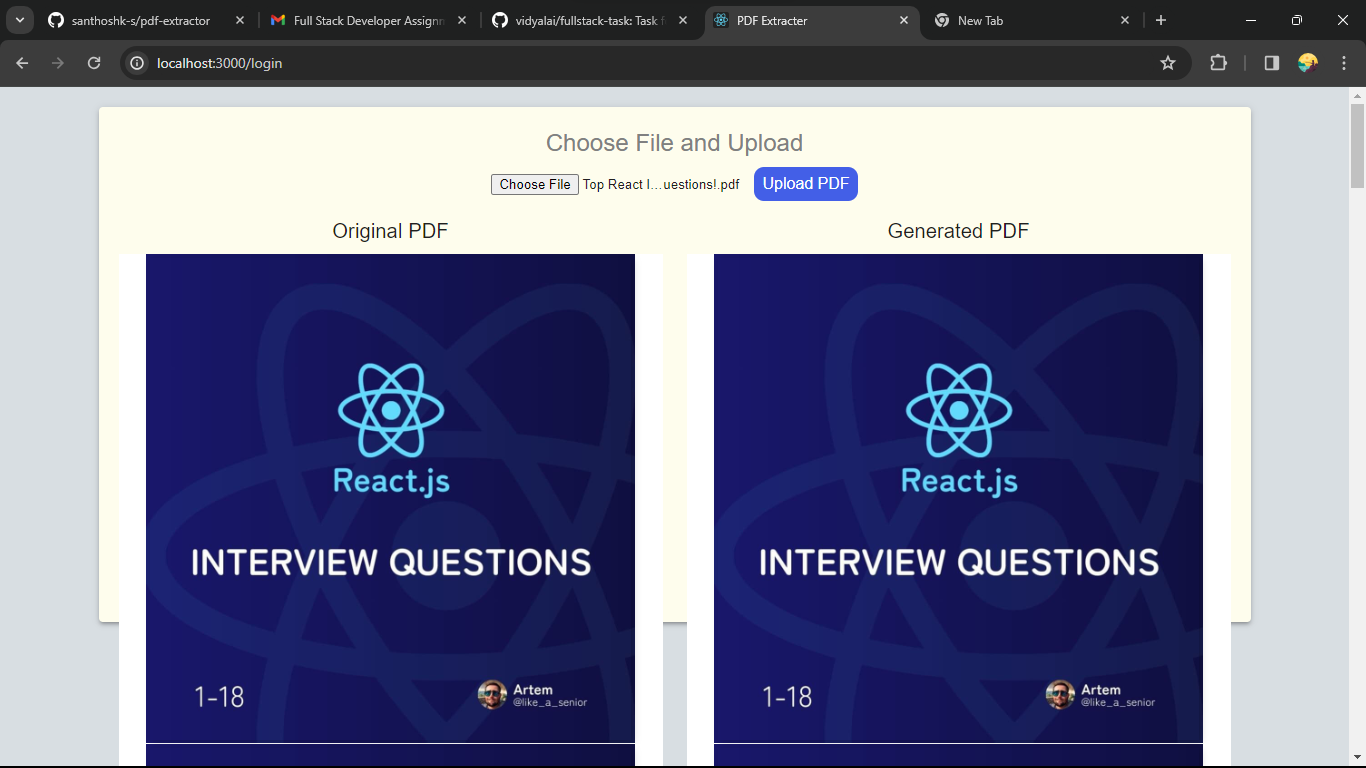 santhoshk-s/pdf-extractor
Full Stack Developer Assignm
vidyalai/fullstack-task: Task f
PDF Extracter
New Tab
localhost:3000/login
Choose File and Upload
Choose File Top React I...uestions!.pdf Upload PDF
Original PDF
Generated PDF
React.js
INTERVIEW QUESTIONS
1-18
Artem
@like_a_senior
React.js
INTERVIEW QUESTIONS
1-18
Artem
@like_a_senior